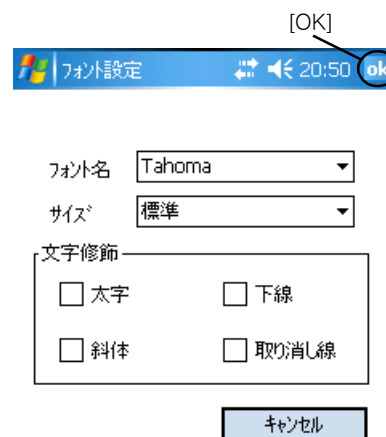 [OK]
フォント設定 20:50 ok
フォント名 Tahoma
サイズ 標準
文字修飾
太字 下線
斜体 取り消し線
キャンセル